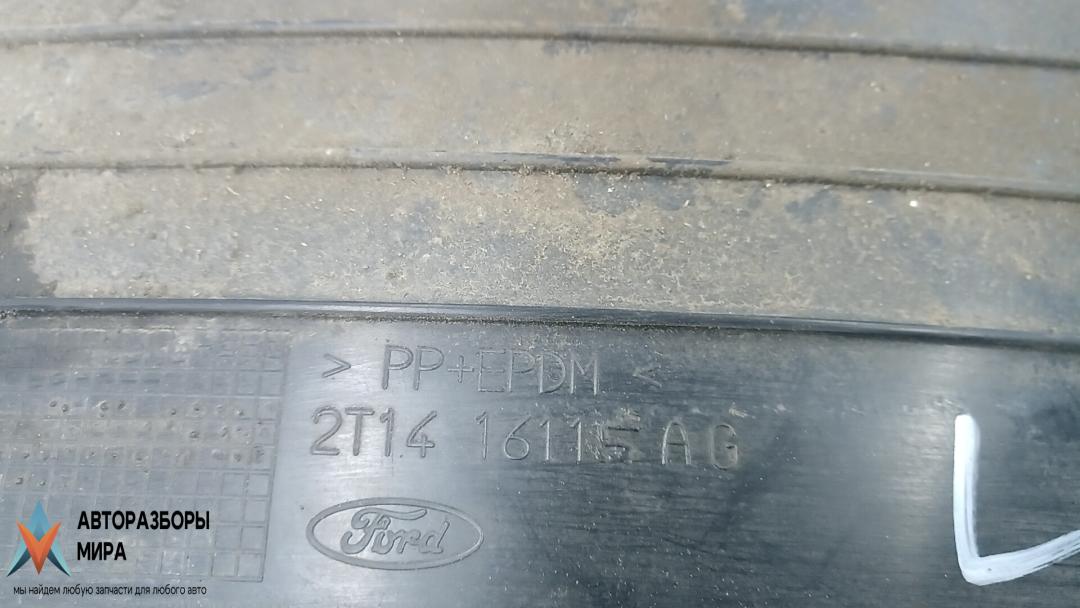 > PP+EPDM <
2T14 16115 AG
Ford
L
АВТОРАЗБОРЫ
МИРА
мы найдем любую запчасти для любого авто